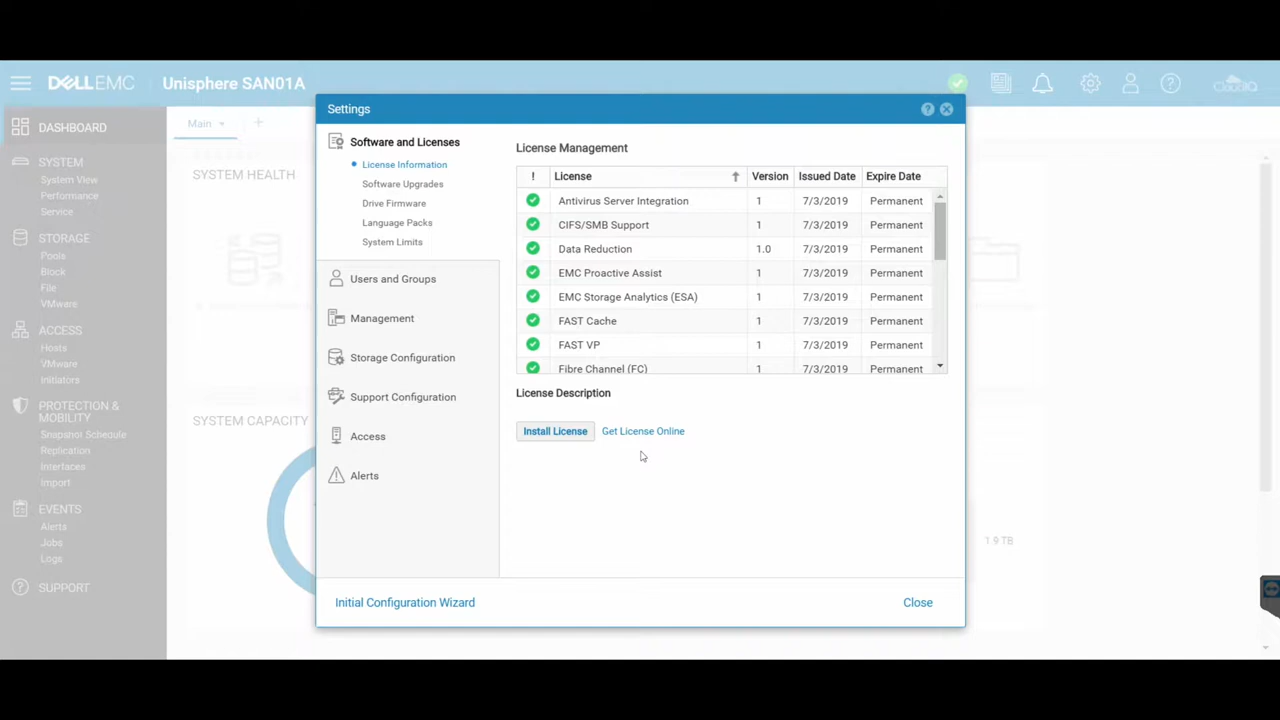 DELLEMC Unisphere SAN01A
CloudIQ
DASHBOARD
SYSTEM
System View
Performance
Service
STORAGE
Pools
Block
File
VMware
ACCESS
Hosts
VMware
Initiators
PROTECTION &
MOBILITY
Snapshot Schedule
Replication
Interfaces
Import
EVENTS
Alerts
Jobs
Logs
SUPPORT
Main
SYSTEM HEALTH
SYSTEM CAPACITY
1.9 TB
Settings
Software and Licenses
License Information
Software Upgrades
Drive Firmware
Language Packs
System Limits
Users and Groups
Management
Storage Configuration
Support Configuration
Access
Alerts
License Management
! License Version Issued Date Expire Date
Antivirus Server Integration 1 7/3/2019 Permanent
CIFS/SMB Support 1 7/3/2019 Permanent
Data Reduction 1.0 7/3/2019 Permanent
EMC Proactive Assist 1 7/3/2019 Permanent
EMC Storage Analytics (ESA) 1 7/3/2019 Permanent
FAST Cache 1 7/3/2019 Permanent
FAST VP 1 7/3/2019 Permanent
Fibre Channel (FC) 1 7/3/2019 Permanent
License Description
Install License Get License Online
Initial Configuration Wizard Close